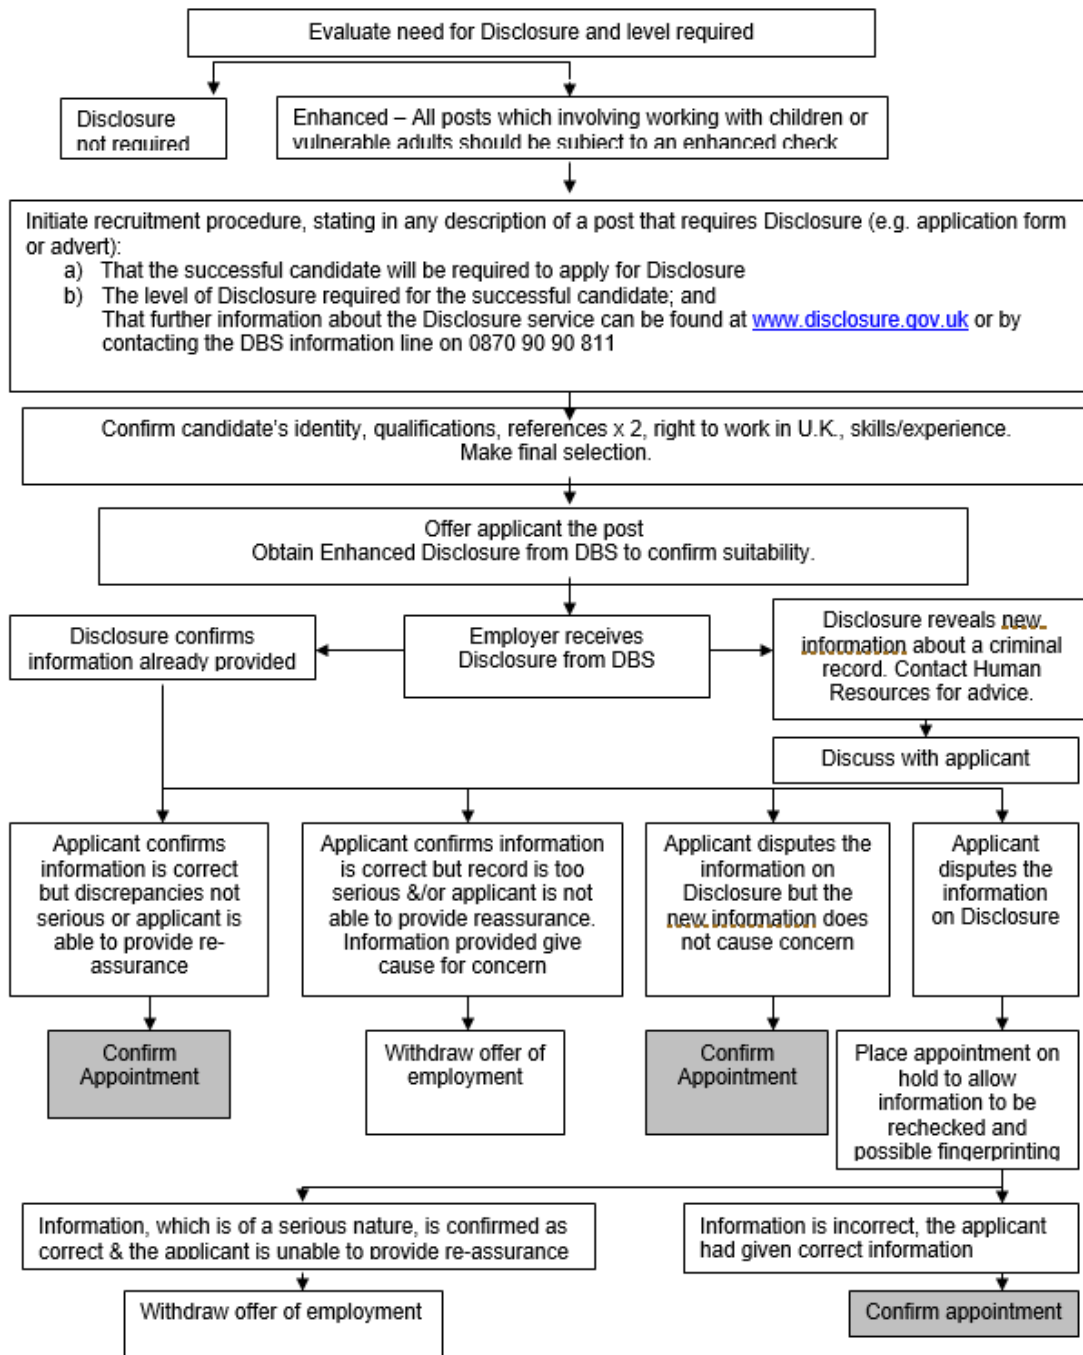 Evaluate need for Disclosure and level required
Disclosure
not required
Enhanced – All posts which involving working with children or
vulnerable adults should be subject to an enhanced check
Initiate recruitment procedure, stating in any description of a post that requires Disclosure (e.g. application form
or advert):
a) That the successful candidate will be required to apply for Disclosure
b) The level of Disclosure required for the successful candidate; and
That further information about the Disclosure service can be found at www.disclosure.gov.uk or by
contacting the DBS information line on 0870 90 90 811
Confirm candidate's identity, qualifications, references x 2, right to work in U.K., skills/experience.
Make final selection.
Offer applicant the post
Obtain Enhanced Disclosure from DBS to confirm suitability.
Disclosure confirms
information already provided
Employer receives
Disclosure from DBS
Disclosure reveals new
information about a criminal
record. Contact Human
Resources for advice.
Discuss with applicant
Applicant confirms
information is correct
but discrepancies not
serious or applicant is
able to provide re-
assurance
Applicant confirms information
is correct but record is too
serious &/or applicant is not
able to provide reassurance.
Information provided give
cause for concern
Applicant disputes the
information on
Disclosure but the
new information does
not cause concern
Applicant
disputes the
information
on Disclosure
Confirm
Appointment
Withdraw offer of
employment
Confirm
Appointment
Place appointment on
hold to allow
information to be
rechecked and
possible fingerprinting
Information, which is of a serious nature, is confirmed as
correct & the applicant is unable to provide re-assurance
Information is incorrect, the applicant
had given correct information
Withdraw offer of employment
Confirm appointment